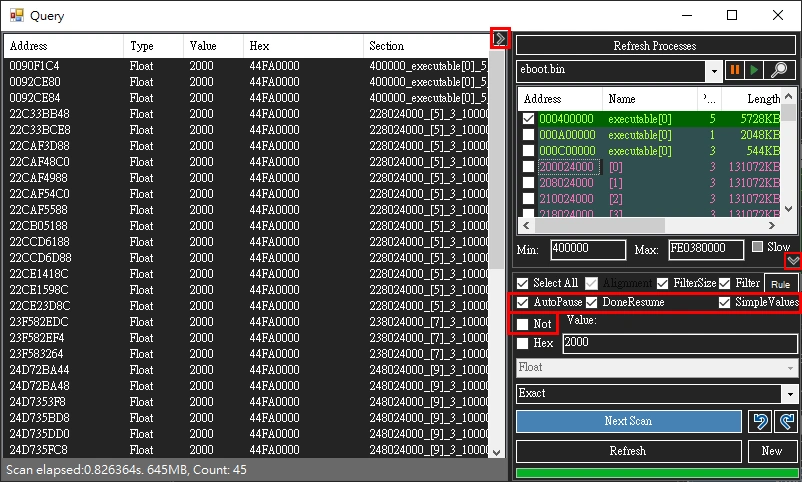 Query
Address Type Value Hex Section
0090F1C4 Float 2000 44FA0000 400000_executable[0]_5_
0092CE80 Float 2000 44FA0000 400000_executable[0]_5_
0092CE84 Float 2000 44FA0000 400000_executable[0]_5_
22C33BB48 Float 2000 44FA0000 228024000_[5]_3_10000
22C33BCE8 Float 2000 44FA0000 228024000_[5]_3_10000
22CAF3D88 Float 2000 44FA0000 228024000_[5]_3_10000
22CAF48C0 Float 2000 44FA0000 228024000_[5]_3_10000
22CAF4988 Float 2000 44FA0000 228024000_[5]_3_10000
22CAF54C0 Float 2000 44FA0000 228024000_[5]_3_10000
22CAF5588 Float 2000 44FA0000 228024000_[5]_3_10000
22CB05188 Float 2000 44FA0000 228024000_[5]_3_10000
22CCD6188 Float 2000 44FA0000 228024000_[5]_3_10000
22CCD6D88 Float 2000 44FA0000 228024000_[5]_3_10000
22CE1418C Float 2000 44FA0000 228024000_[5]_3_10000
22CE1598C Float 2000 44FA0000 228024000_[5]_3_10000
22CE23D8C Float 2000 44FA0000 228024000_[5]_3_10000
23F582EDC Float 2000 44FA0000 238024000_[7]_3_10000
23F582EF4 Float 2000 44FA0000 238024000_[7]_3_10000
23F583264 Float 2000 44FA0000 238024000_[7]_3_10000
24D72BA44 Float 2000 44FA0000 248024000_[9]_3_10000
24D72BA48 Float 2000 44FA0000 248024000_[9]_3_10000
24D7353F8 Float 2000 44FA0000 248024000_[9]_3_10000
24D735BD8 Float 2000 44FA0000 248024000_[9]_3_10000
24D735DD0 Float 2000 44FA0000 248024000_[9]_3_10000
24D735FC8 Float 2000 44FA0000 248024000_[9]_3_10000
Scan elapsed:0.826364s. 645MB, Count: 45
Refresh Processes
eboot.bin
Address Name '... Length
000400000 executable[0] 5 5728KB
000A00000 executable[0] 1 2048KB
000C00000 executable[0] 3 544KB
200024000 [0] 3 131072KB
208024000 [1] 3 131072KB
210024000 [2] 3 131072KB
218024000 [3] 3 131072KB
Min: 400000 Max: FE0380000 Slow
Select All Alignment FilterSize Filter Rule
AutoPause DoneResume SimpleValues
Not Value:
Hex 2000
Float
Exact
Next Scan
Refresh New